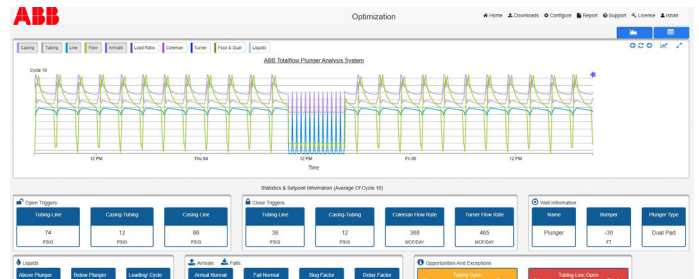 ABB
Optimization
Home Downloads Configure Report Support License Ishan
Casing Tubing Line Flow Arrivals Load Ratio Coleman Turner Foss & Gual Liquids
ABB Totalflow Plunger Analysis System
Cycle 10
12 PM Thu 04 12 PM Fri 05 12 PM
Time
Statistics & Setpoint Information (Average Of Cycle 10)
Open Triggers Close Triggers Well Information
Tubing-Line Casing-Tubing Casing-Line Tubing-Line Casing-Tubing Coleman Flow Rate Turner Flow Rate Name Bumper Plunger Type
74 12 86 38 12 388 465 Plunger -30 Dual Pad
PSIG PSIG PSIG PSIG PSIG MCF/DAY MCF/DAY FT
Liquids Arrivals Fails Opportunities And Exceptions
Above Plunger Below Plunger Loading/ Cycle Arrival Normal Fail Normal Slug Factor Delay Factor Tubing Open Tubing Line Open